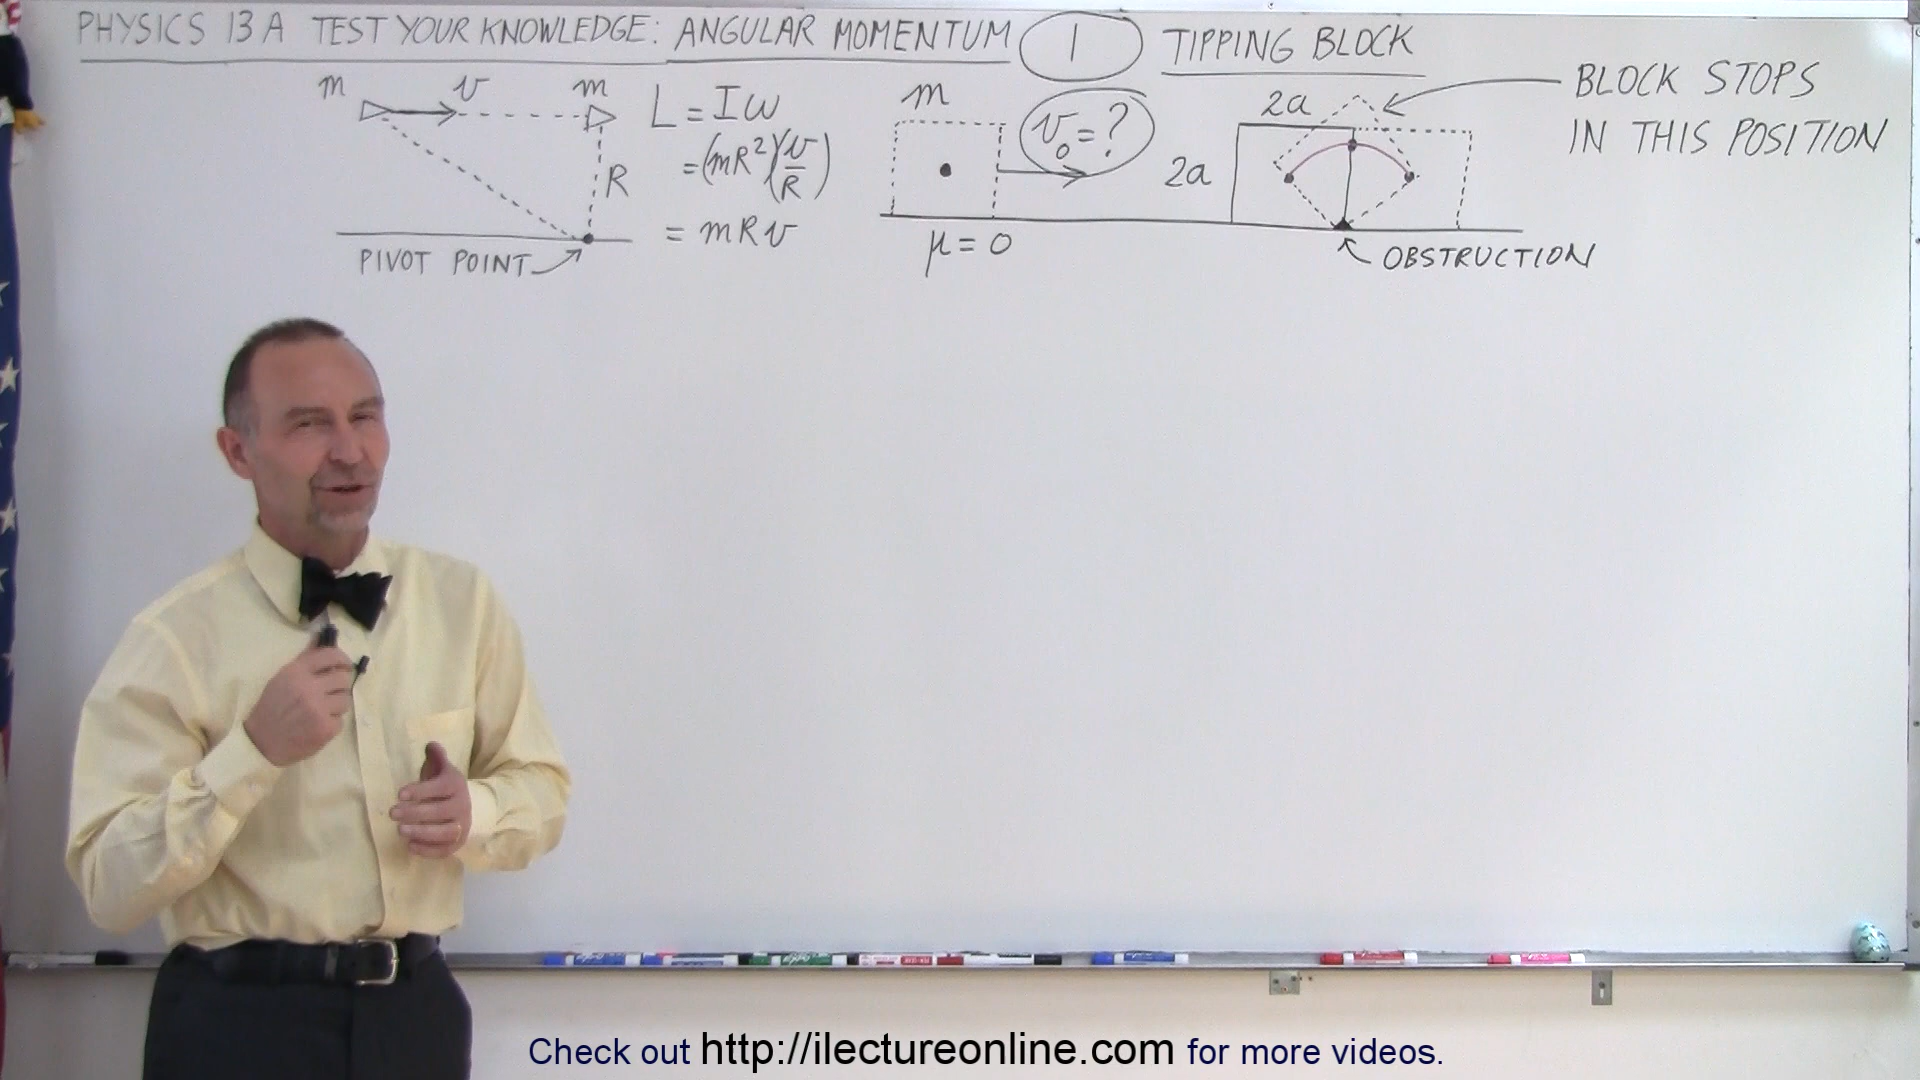 PHYSICS 13A TEST YOUR KNOWLEDGE: ANGULAR MOMENTUM 1 TIPPING BLOCK
m v m
R
PIVOT POINT
L = Iω
= (mR²)(v/R)
= mRv
m
v₀ = ?
μ = 0
2a
2a
OBSTRUCTION
BLOCK STOPS
IN THIS POSITION
Check out http://ilectureonline.com for more videos.